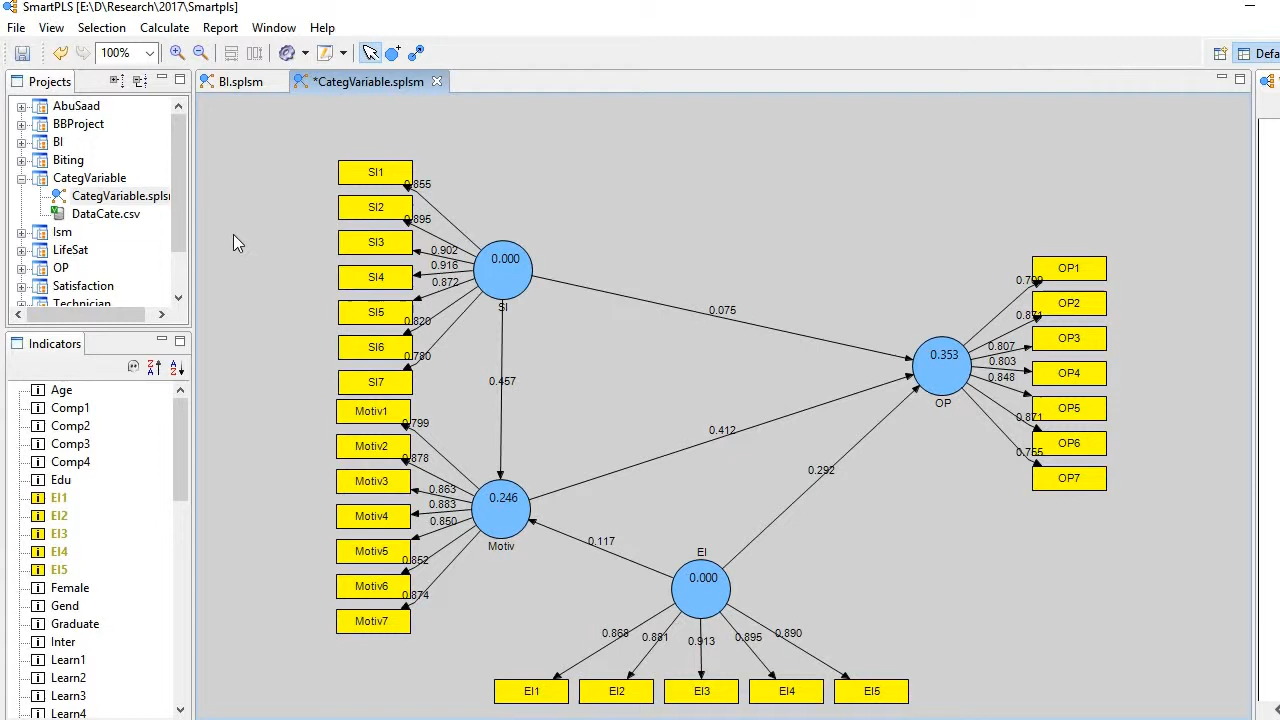 SmartPLS [E:\D\Research\2017\Smartpls]
File View Selection Calculate Report Window Help
100%
Defa
Projects
BI.splsm
*CategVariable.splsm
AbuSaad
BBProject
BI
Biting
CategVariable
CategVariable.spls
DataCate.csv
Ism
LifeSat
OP
Satisfaction
Technician
Indicators
Age
Comp1
Comp2
Comp3
Comp4
Edu
EI1
EI2
EI3
EI4
EI5
Female
Gend
Graduate
Inter
Learn1
Learn2
Learn3
Learn4
SI1
0.855
SI2
0.895
SI3
0.902
SI4
0.916
SI5
0.872
SI6
0.820
SI7
0.780
0.000
SI
0.075
0.457
Motiv1
0.799
Motiv2
0.878
Motiv3
0.863
Motiv4
0.883
Motiv5
0.850
Motiv6
0.852
Motiv7
0.874
0.246
Motiv
0.412
0.117
0.292
EI
0.000
0.868
0.881
0.913
0.895
0.890
EI1
EI2
EI3
EI4
EI5
0.353
OP
OP1
OP2
0.871
OP3
0.807
OP4
0.803
OP5
0.848
OP6
0.871
OP7